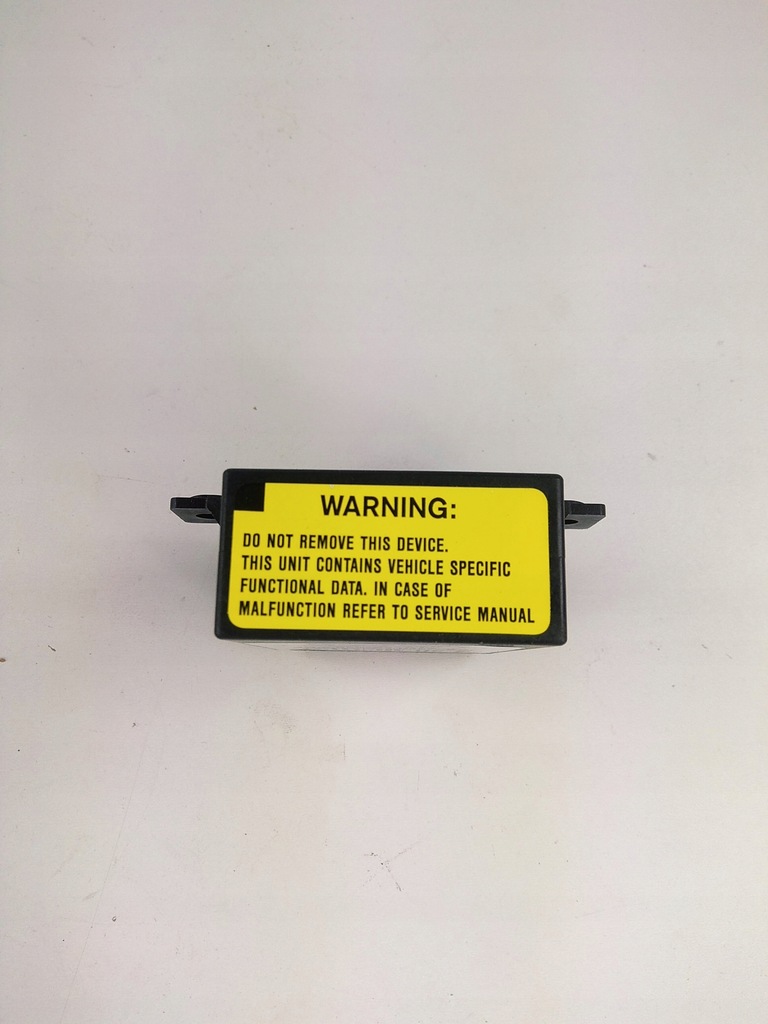 WARNING:
DO NOT REMOVE THIS DEVICE.
THIS UNIT CONTAINS VEHICLE SPECIFIC
FUNCTIONAL DATA. IN CASE OF
MALFUNCTION REFER TO SERVICE MANUAL